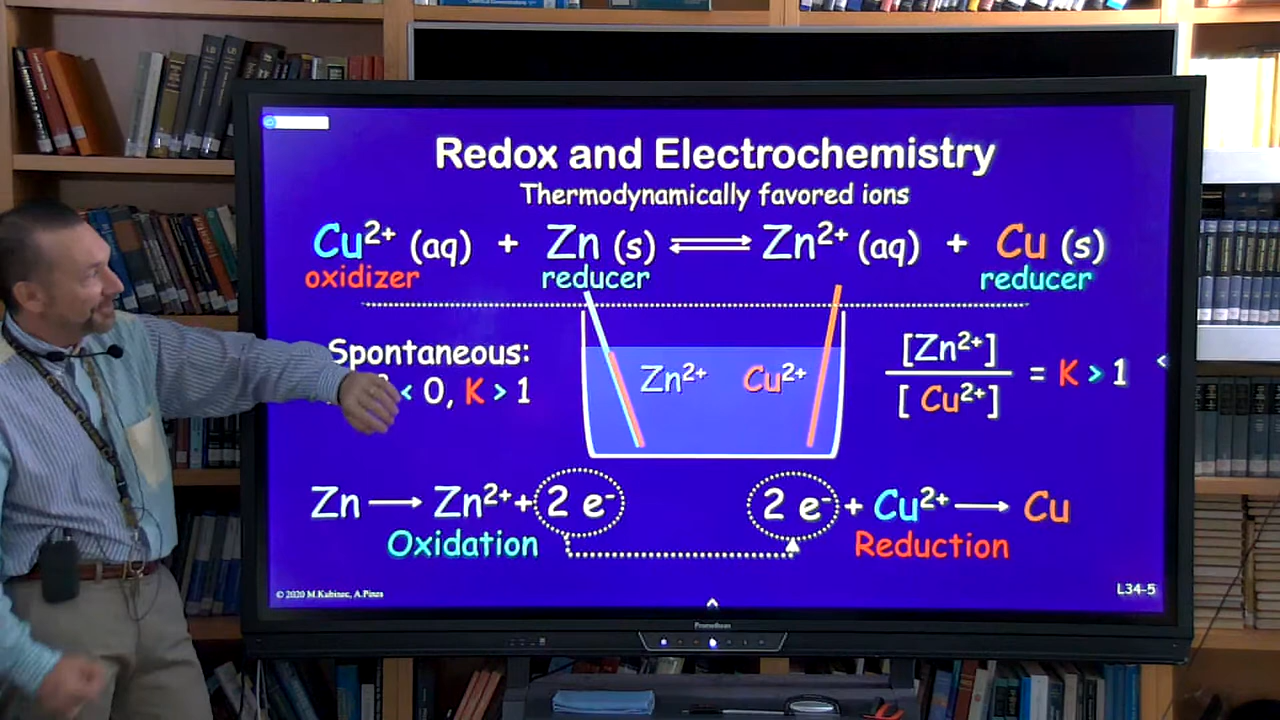 Redox and Electrochemistry
Thermodynamically favored ions
Cu²⁺ (aq) + Zn (s) ⇌ Zn²⁺ (aq) + Cu (s)
oxidizer reducer reducer
Spontaneous:
< 0, K > 1
Zn²⁺ Cu²⁺
[Zn²⁺]
[Cu²⁺]
= K > 1 <
Zn → Zn²⁺ + 2 e⁻
Oxidation
2 e⁻ + Cu²⁺ → Cu
Reduction
© 2020 M.Kubinec, A.Pines
L34-5
Promethean